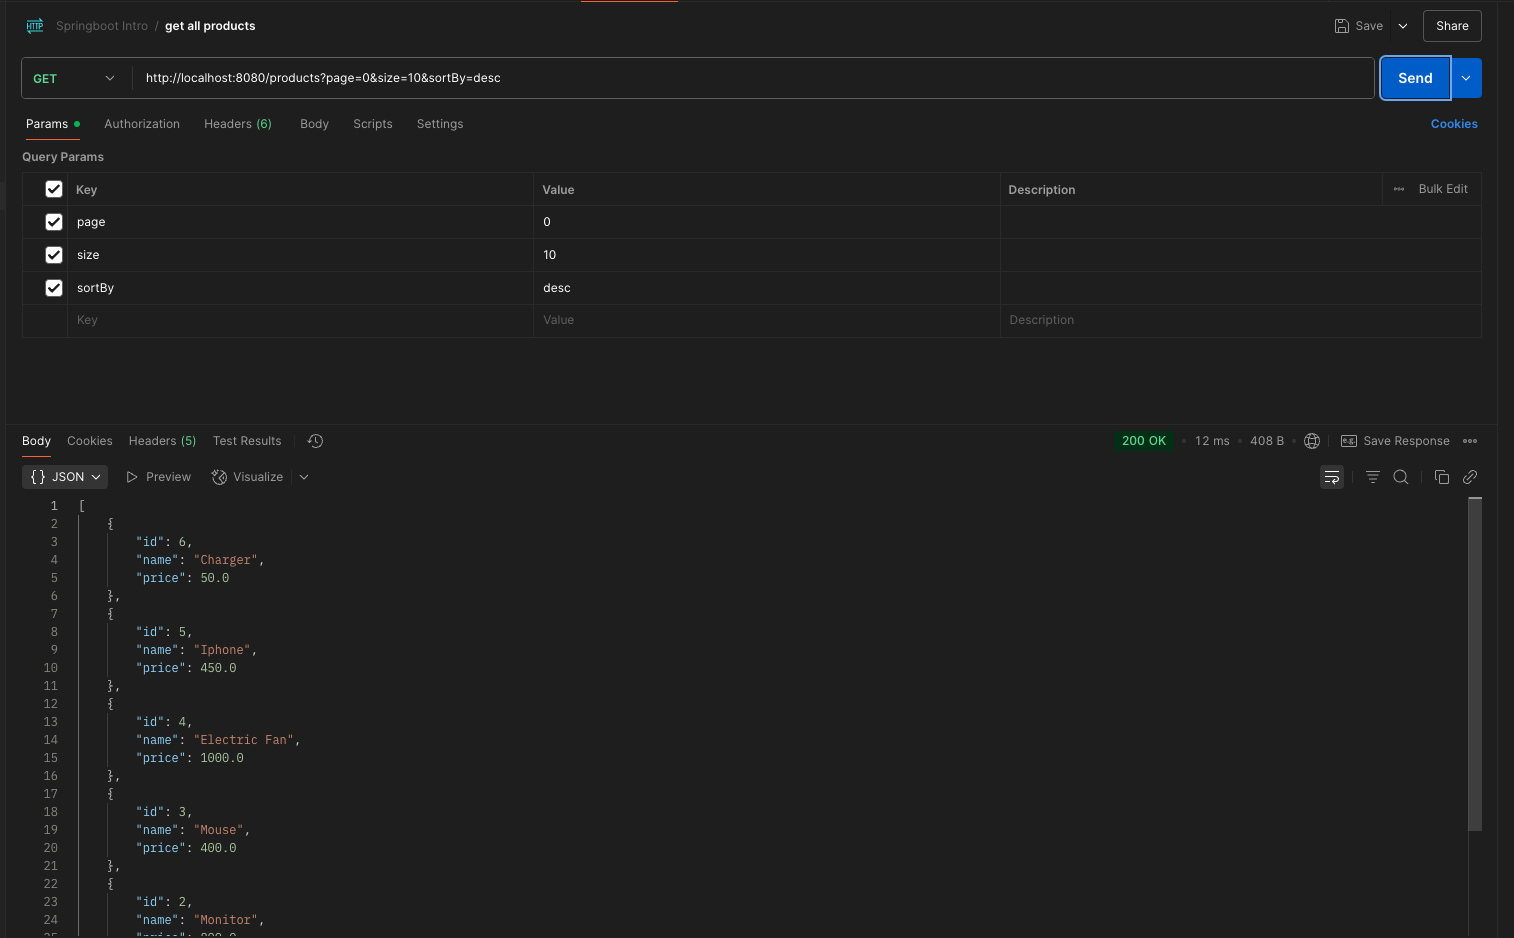 HTTP Springboot Intro / get all products Save Share
GET http://localhost:8080/products?page=0&size=10&sortBy=desc Send
Params Authorization Headers (6) Body Scripts Settings Cookies
Query Params
Key Value Description Bulk Edit
page 0
size 10
sortBy desc
Key Value Description
Body Cookies Headers (5) Test Results 200 OK 12 ms 408 B e.g. Save Response
{} JSON Preview Visualize
1 [
2 {
3 "id": 6,
4 "name": "Charger",
5 "price": 50.0
6 },
7 {
8 "id": 5,
9 "name": "Iphone",
10 "price": 450.0
11 },
12 {
13 "id": 4,
14 "name": "Electric Fan",
15 "price": 1000.0
16 },
17 {
18 "id": 3,
19 "name": "Mouse",
20 "price": 400.0
21 },
22 {
23 "id": 2,
24 "name": "Monitor",